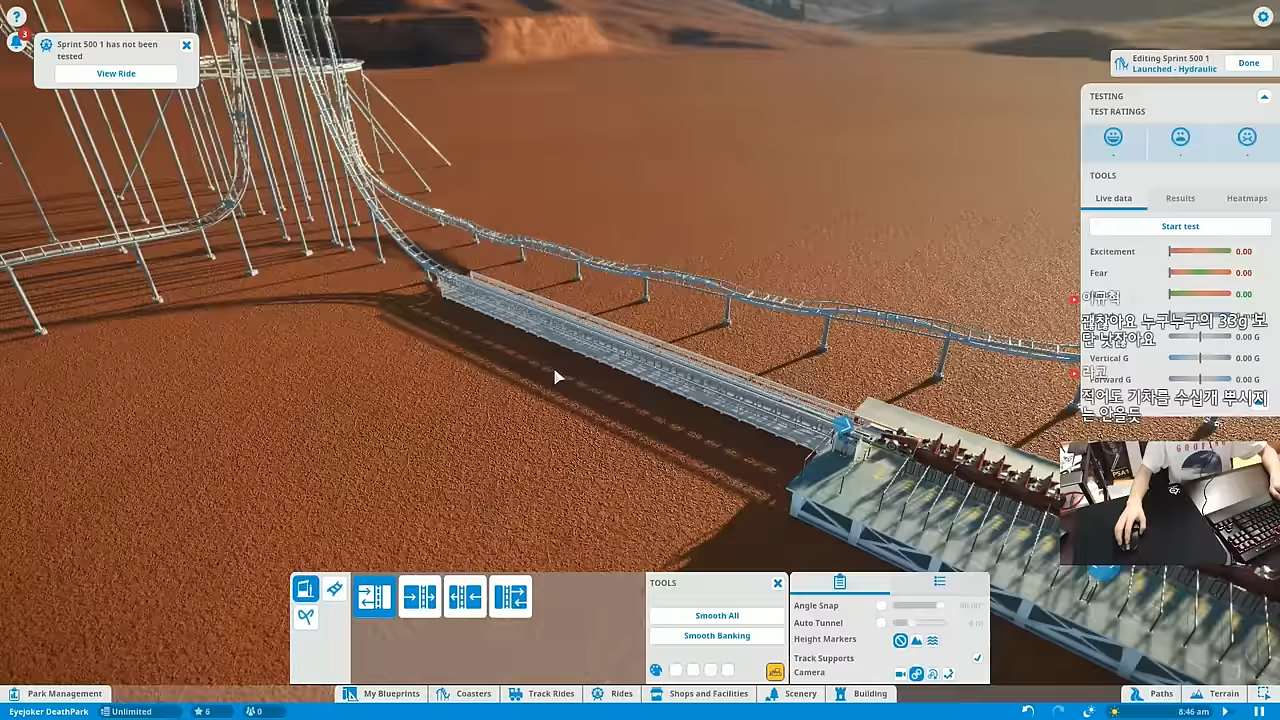 ?
3
Sprint 500 1 has not been
tested
View Ride
Editing Sprint 500 1
Launched - Hydraulic
Done
TESTING
TEST RATINGS
-
-
-
TOOLS
Live data
Results
Heatmaps
Start test
Excitement
0.00
Fear
0.00
0.00
이규혁
괜찮아요 누구누구의 33g 보
단 낫잖아요
0.00 G
Vertical G
0.00 G
라고
Forward G
0.00 G
적어도 기차를 수십개 뿌시지
는 안을듯
TOOLS
Smooth All
Smooth Banking
Angle Snap
Auto Tunnel
Height Markers
Track Supports
Camera
Park Management
My Blueprints
Coasters
Track Rides
Rides
Shops and Facilities
Scenery
Building
Paths
Terrain
Eyejoker DeathPark
Unlimited
6
0
8:46 am